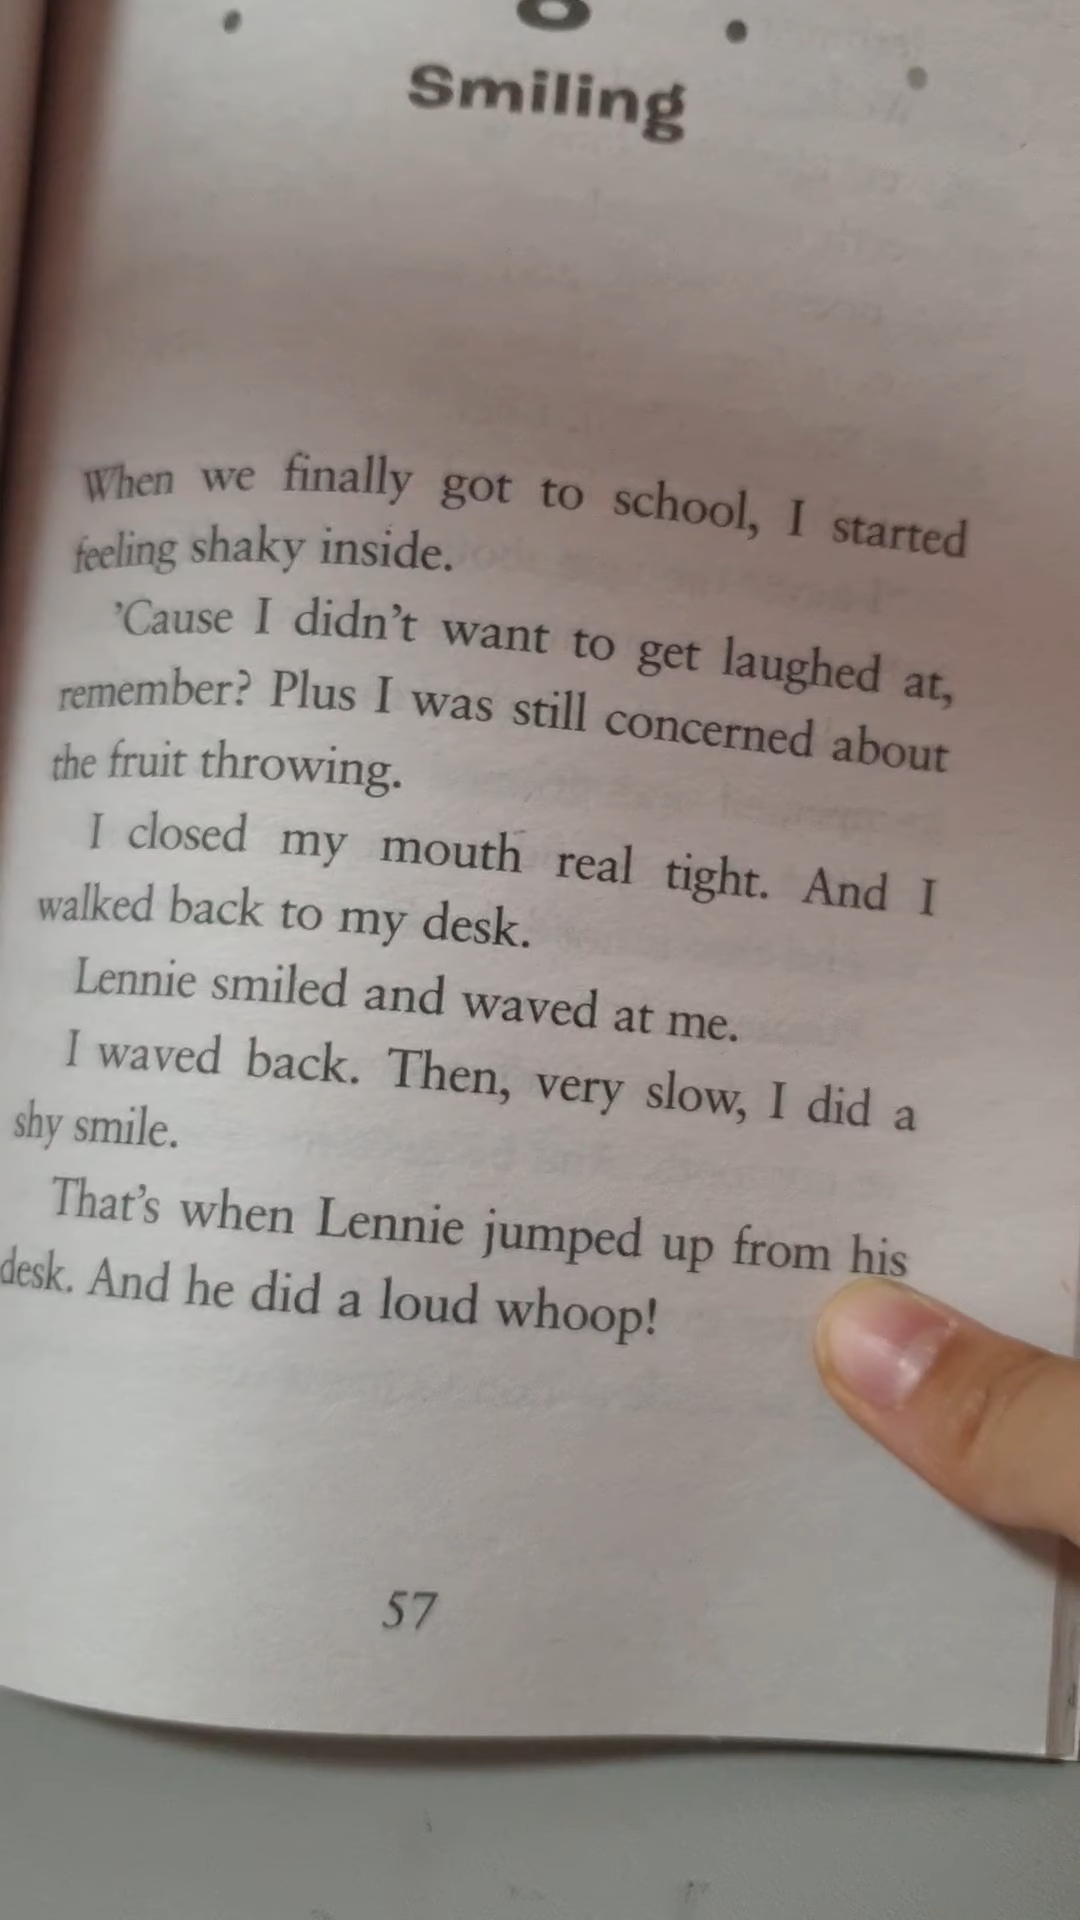 Smiling
When we finally got to school, I started
feeling shaky inside.
’Cause I didn’t want to get laughed at,
remember? Plus I was still concerned about
the fruit throwing.
I closed my mouth real tight. And I
walked back to my desk.
Lennie smiled and waved at me.
I waved back. Then, very slow, I did a
shy smile.
That’s when Lennie jumped up from his
desk. And he did a loud whoop!
57